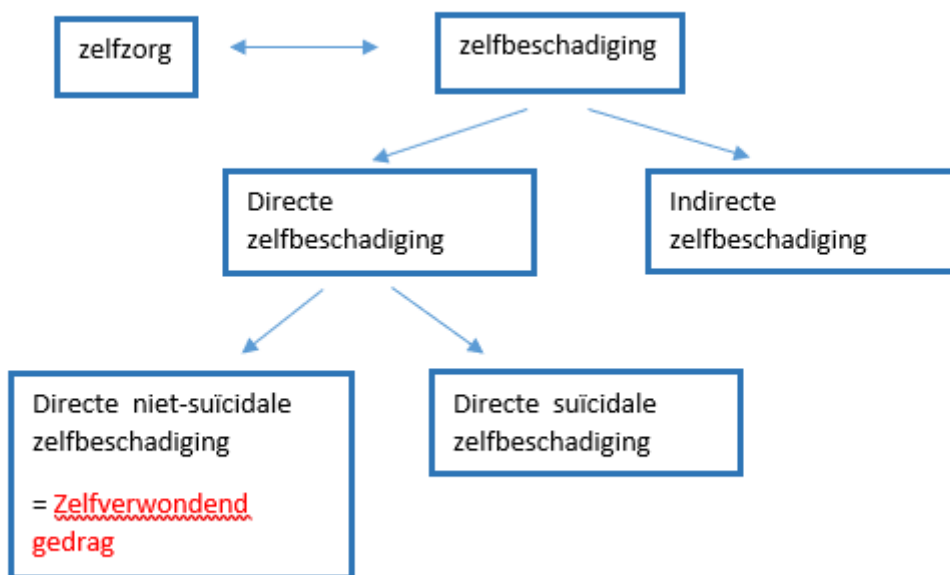 zelfzorg
zelfbeschadiging
Directe
zelfbeschadiging
Indirecte
zelfbeschadiging
Directe niet-suïcidale
zelfbeschadiging
= Zelfverwondend
gedrag
Directe suïcidale
zelfbeschadiging